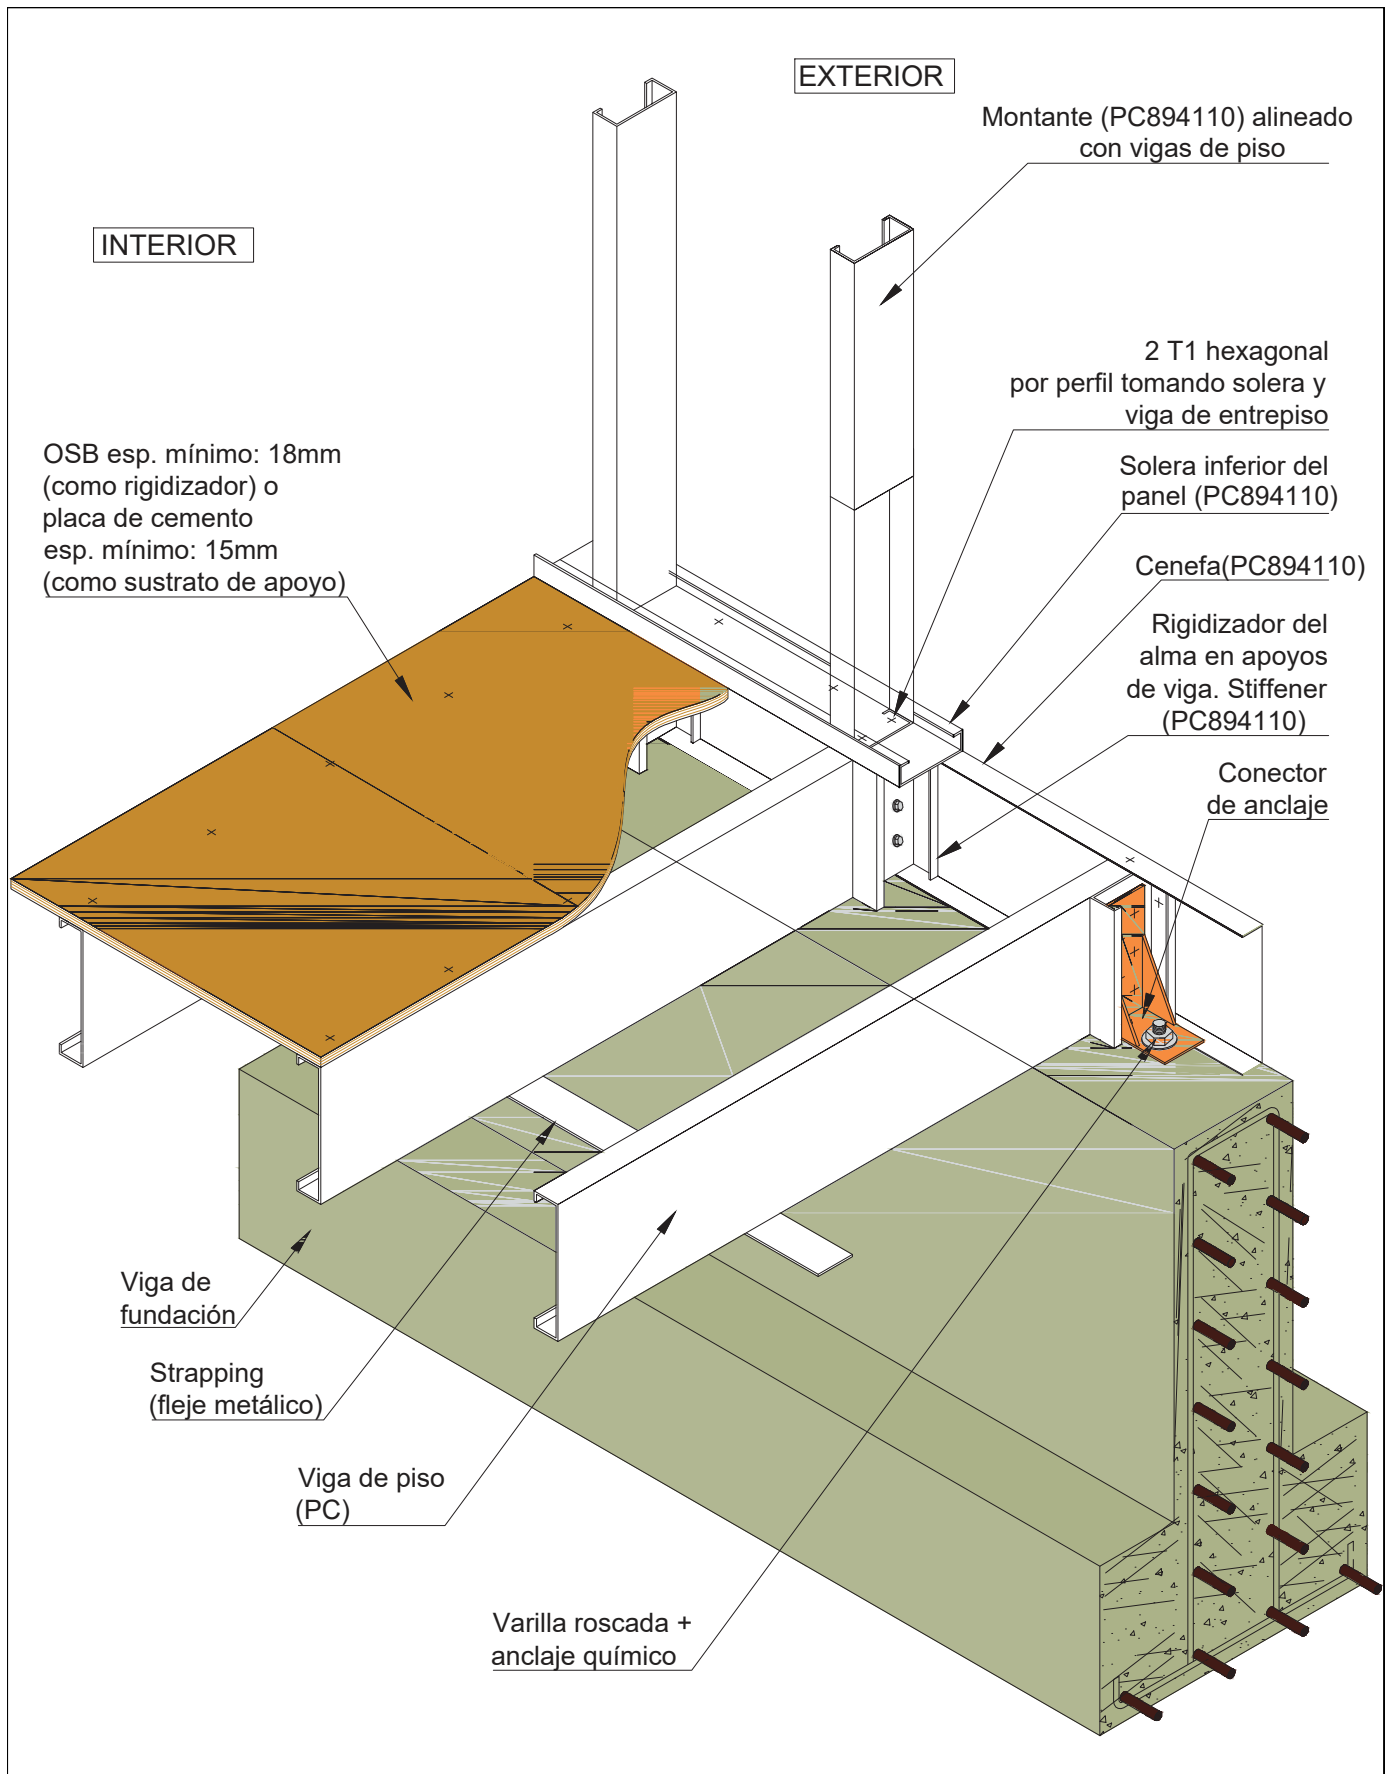 EXTERIOR
Montante (PC894110) alineado
con vigas de piso
INTERIOR
2 T1 hexagonal
por perfil tomando solera y
viga de entrepiso
OSB esp. mínimo: 18mm
(como rigidizador) o
placa de cemento
esp. mínimo: 15mm
(como sustrato de apoyo)
Solera inferior del
panel (PC894110)
Cenefa(PC894110)
Rigidizador del
alma en apoyos
de viga. Stiffener
(PC894110)
Conector
de anclaje
Viga de
fundación
Strapping
(fleje metálico)
Viga de piso
(PC)
Varilla roscada +
anclaje químico